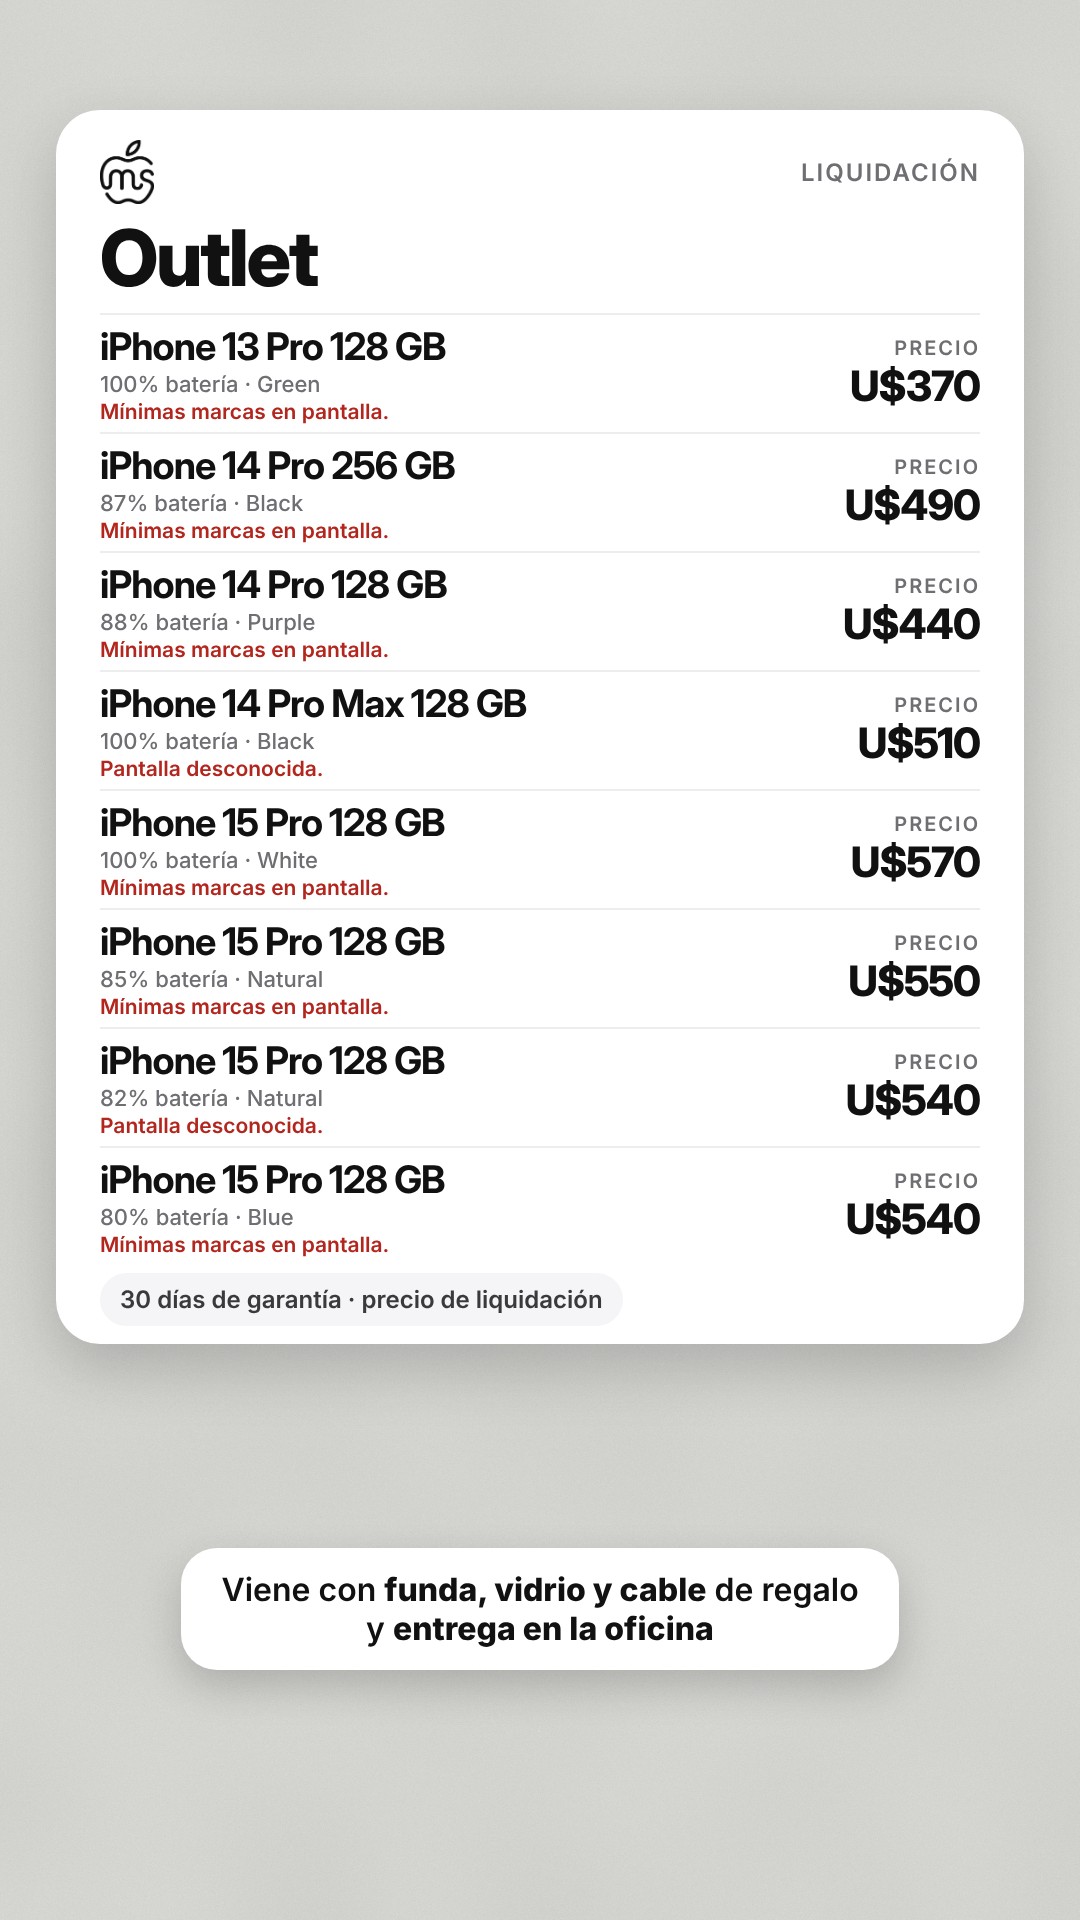 ms
LIQUIDACIÓN
Outlet
iPhone 13 Pro 128 GB
100% batería · Green
Mínimas marcas en pantalla.
PRECIO
U$370
iPhone 14 Pro 256 GB
87% batería · Black
Mínimas marcas en pantalla.
PRECIO
U$490
iPhone 14 Pro 128 GB
88% batería · Purple
Mínimas marcas en pantalla.
PRECIO
U$440
iPhone 14 Pro Max 128 GB
100% batería · Black
Pantalla desconocida.
PRECIO
U$510
iPhone 15 Pro 128 GB
100% batería · White
Mínimas marcas en pantalla.
PRECIO
U$570
iPhone 15 Pro 128 GB
85% batería · Natural
Mínimas marcas en pantalla.
PRECIO
U$550
iPhone 15 Pro 128 GB
82% batería · Natural
Pantalla desconocida.
PRECIO
U$540
iPhone 15 Pro 128 GB
80% batería · Blue
Mínimas marcas en pantalla.
PRECIO
U$540
30 días de garantía · precio de liquidación
Viene con funda, vidrio y cable de regalo
y entrega en la oficina